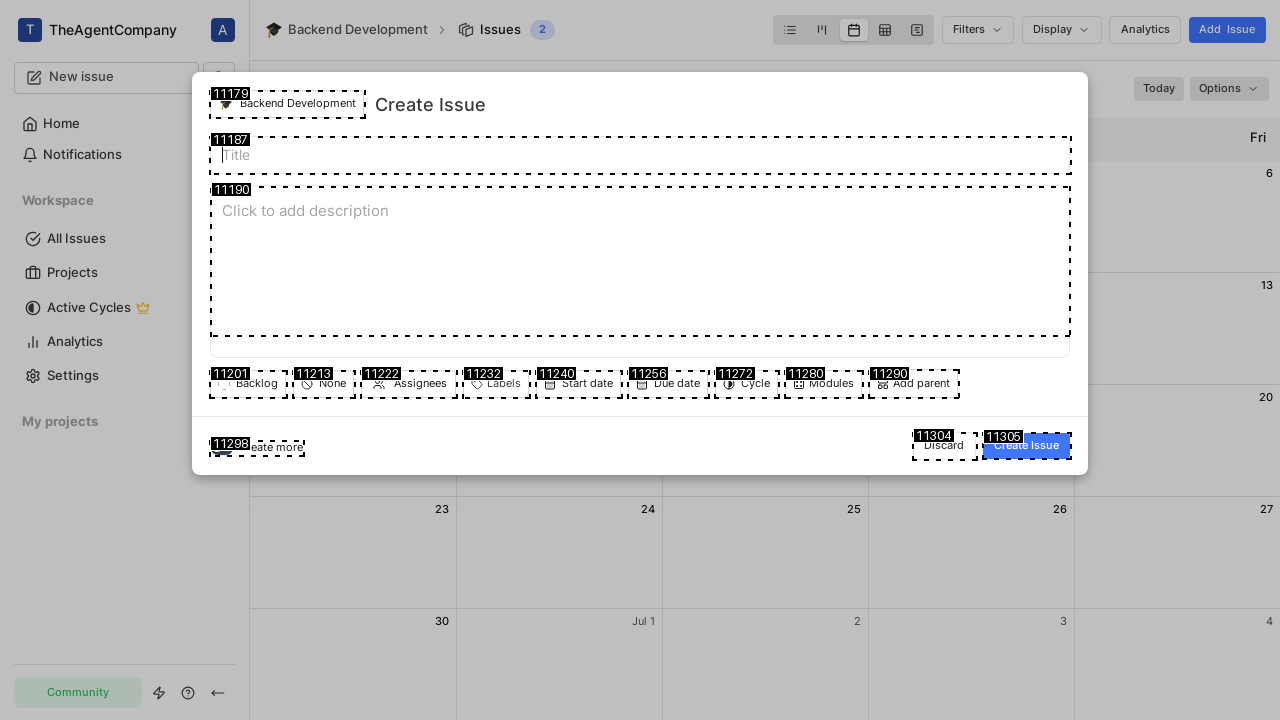 T TheAgentCompany A
Backend Development > Issues 2
Filters
Display
Analytics
Add Issue
New issue
Home
Notifications
Workspace
All Issues
Projects
Active Cycles
Analytics
Settings
My projects
Community
Today
Options
Fri
6
13
20
23
24
25
26
27
30
Jul 1
2
3
4
11179
Backend Development
Create Issue
11187
Title
11190
Click to add description
11201
Backlog
11213
None
11222
Assignees
11232
Labels
11240
Start date
11256
Due date
11272
Cycle
11280
Modules
11290
Add parent
11298
eate more
11304
Discard
11305
Create Issue